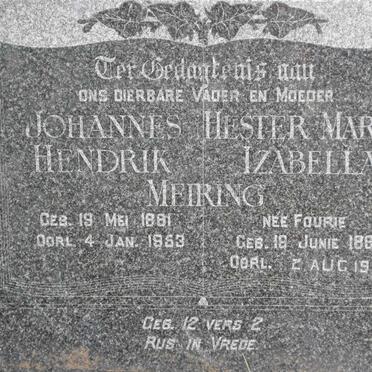 Ter Gedagtenis aan
ONS DIERBARE VADER EN MOEDER
JOHANNES HESTER MAR
HENDRIK IZABELLA
MEIRING
GEB. 19 MEI 1881 NEE FOURIE
OORL. 4 JAN. 1963 GEB. 18 JUNIE 188
OORL. AUG 19
GEB. 12 VERS 2
RUS IN VREDE